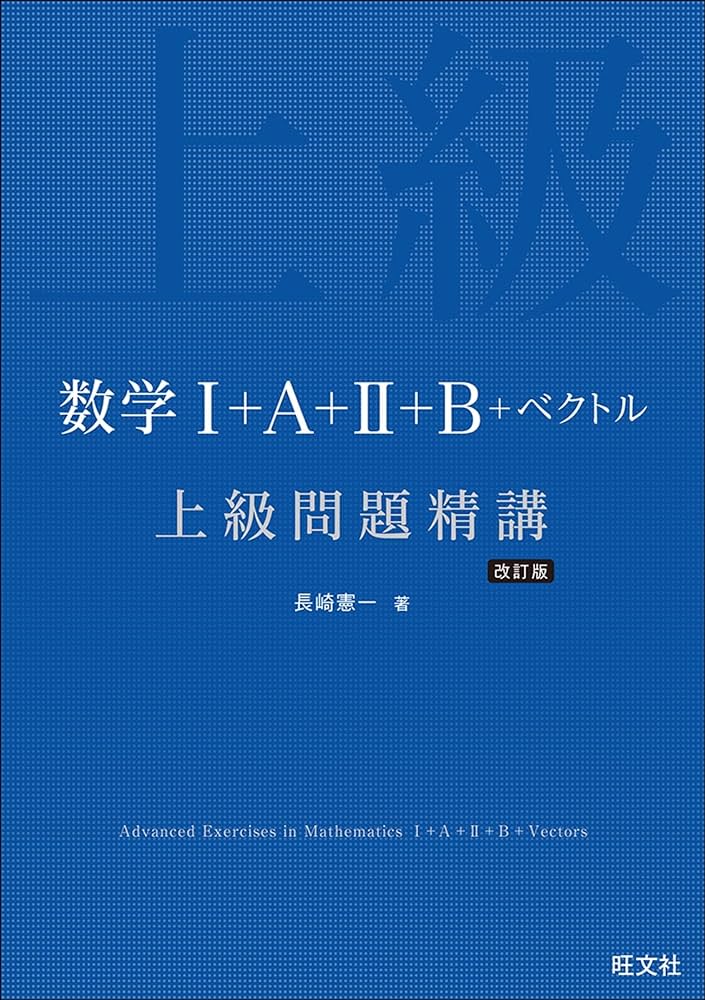 上級
数学 I+A+II+B+ベクトル
上級問題精講
改訂版
長崎憲一 著
Advanced Exercises in Mathematics I+A+II+B+Vectors
旺文社